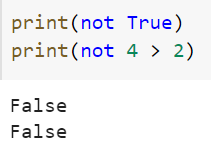 print(not True)
print(not 4 > 2)
False
False